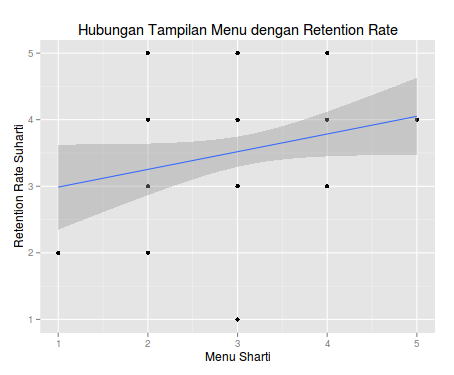 Hubungan Tampilan Menu dengan Retention Rate
Retention Rate Suharti
5
4
3
2
1
1 2 3 4 5
Menu Sharti